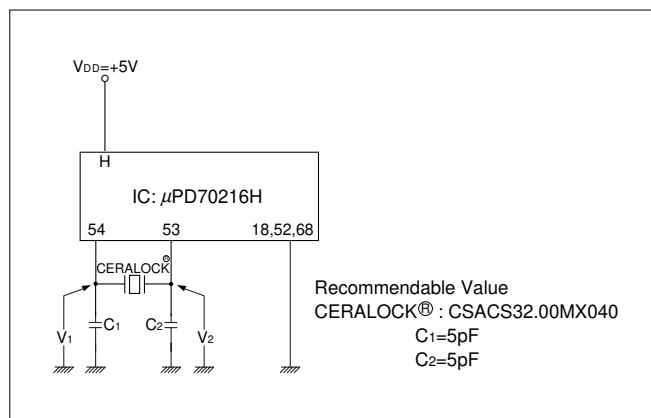 VDD=+5V
H
IC: μPD70216H
54 53 18,52,68
CERALOCK®
V1 C1 C2 V2
Recommendable Value
CERALOCK® : CSACS32.00MX040
C1=5pF
C2=5pF